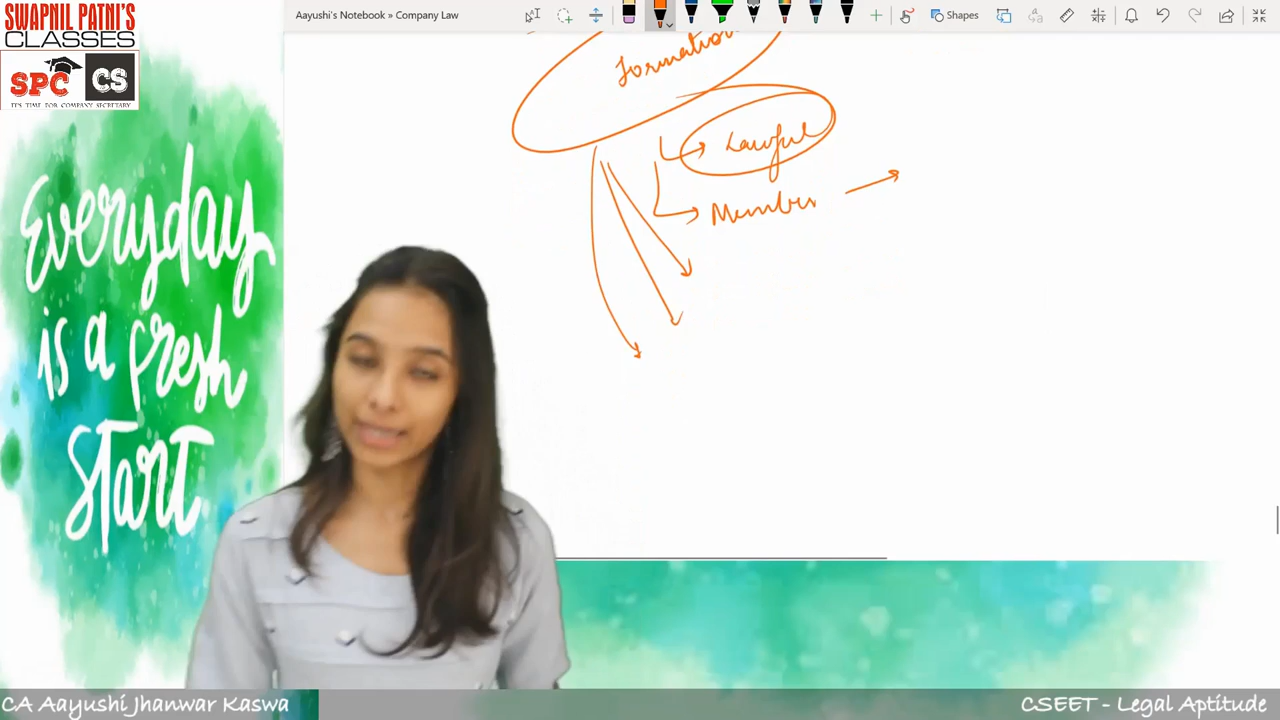 SWAPNIL PATNI'S
CLASSES
SPC CS
IT'S TIME FOR COMPANY SECRETARY
Aayushi's Notebook » Company Law
Shapes
Formation
Lawful
Member
Everyday
is a fresh
Start
CA Aayushi Jhanwar Kaswa
CSEET - Legal Aptitude